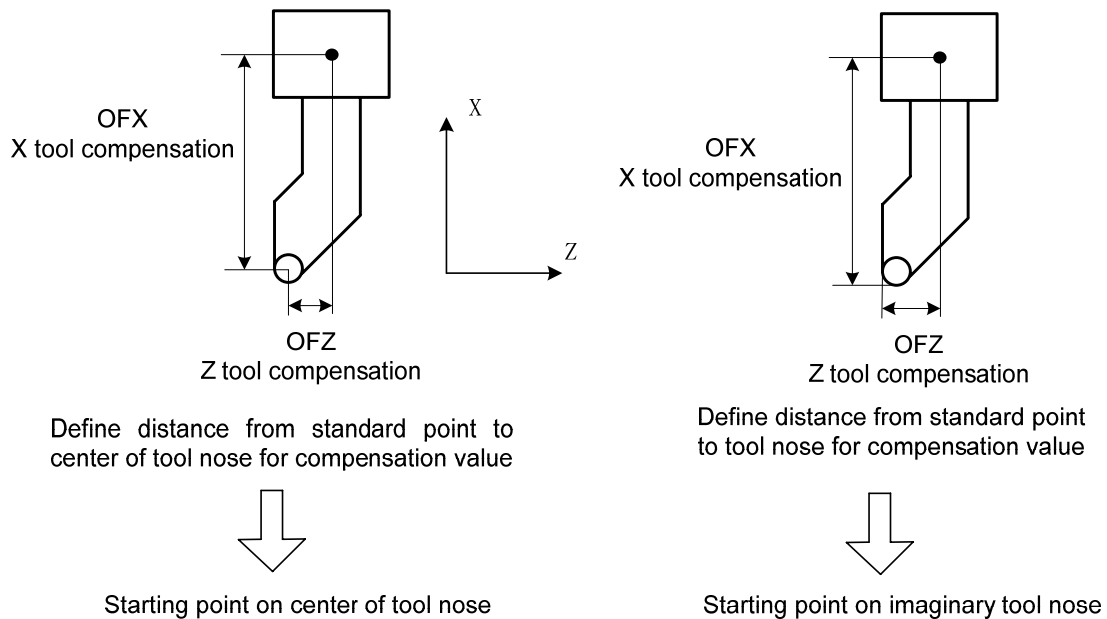 OFX
X tool compensation
X
Z
OFZ
Z tool compensation
Define distance from standard point to
center of tool nose for compensation value
Starting point on center of tool nose
OFX
X tool compensation
OFZ
Z tool compensation
Define distance from standard point
to tool nose for compensation value
Starting point on imaginary tool nose